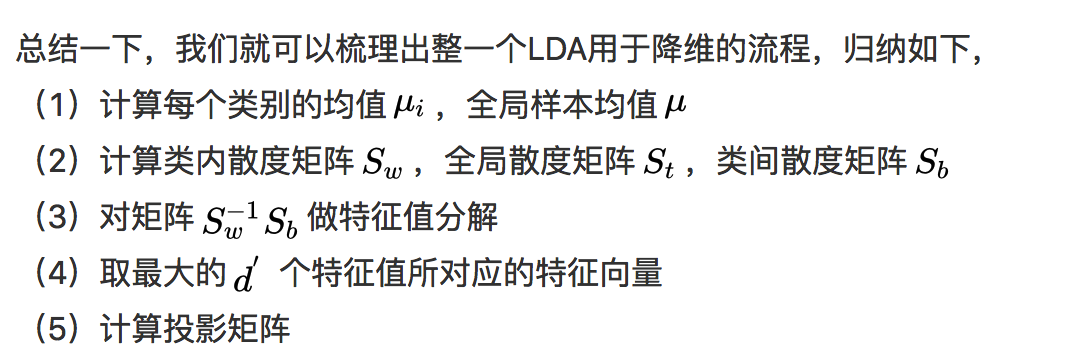 总结一下，我们就可以梳理出整一个LDA用于降维的流程，归纳如下，
（1）计算每个类别的均值 μᵢ ，全局样本均值 μ
（2）计算类内散度矩阵 S_w ，全局散度矩阵 S_t ，类间散度矩阵 S_b
（3）对矩阵 S_w^{-1} S_b 做特征值分解
（4）取最大的 d′ 个特征值所对应的特征向量
（5）计算投影矩阵